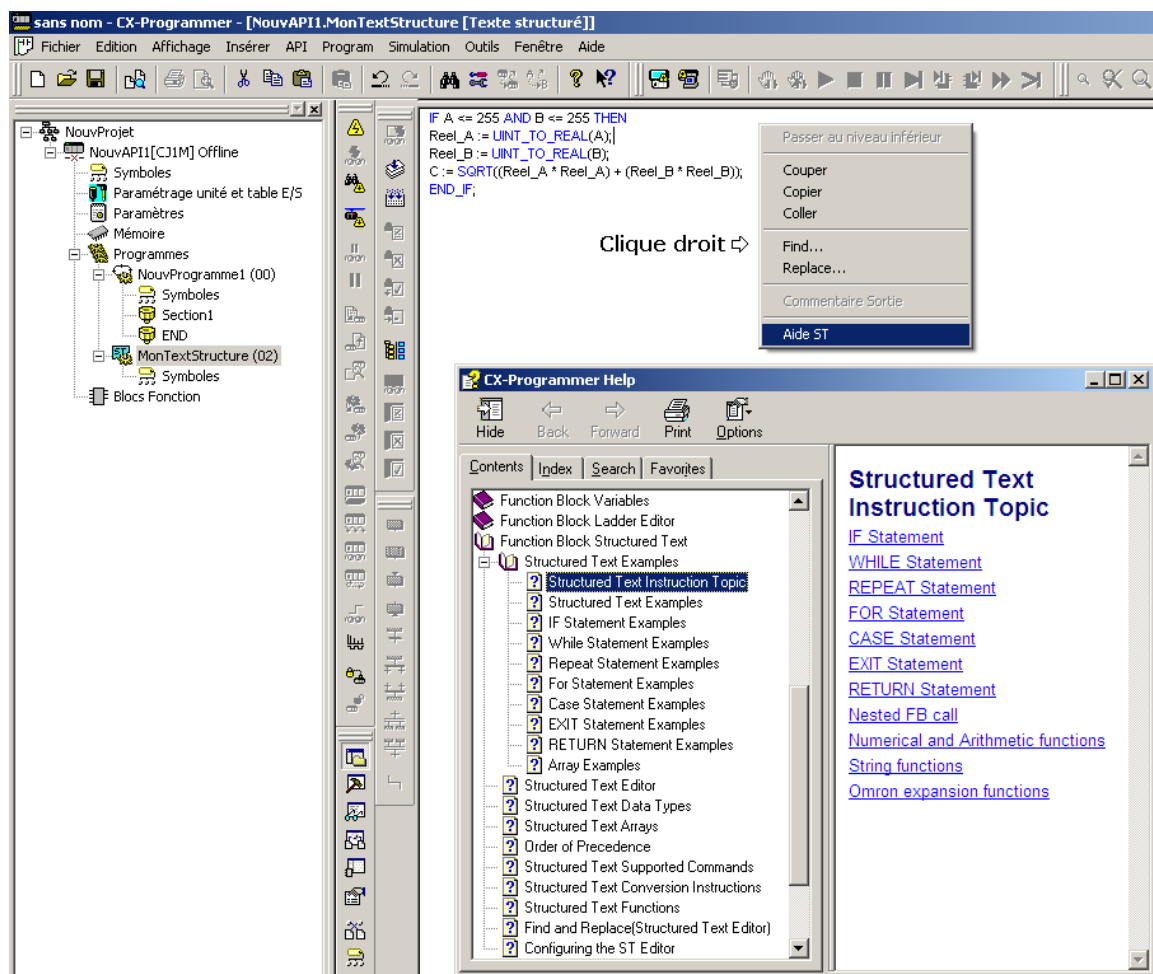 sans nom - CX-Programmer - [NouvAPI1.MonTextStructure [Texte structuré]]
Fichier Edition Affichage Insérer API Program Simulation Outils Fenêtre Aide
NouvProjet
NouvAPI1[CJ1M] Offline
Symboles
Paramétrage unité et table E/S
Paramètres
Mémoire
Programmes
NouvProgramme1 (00)
Symboles
Section1
END
MonTextStructure (02)
Symboles
Blocs Fonction
IF A <= 255 AND B <= 255 THEN
Reel_A := UINT_TO_REAL(A);
Reel_B := UINT_TO_REAL(B);
C := SQRT((Reel_A * Reel_A) + (Reel_B * Reel_B));
END_IF;
Clique droit ⇨
Passer au niveau inférieur
Couper
Copier
Coller
Find...
Replace...
Commentaire Sortie
Aide ST
CX-Programmer Help
Hide Back Forward Print Options
Contents Index Search Favorites
Function Block Variables
Function Block Ladder Editor
Function Block Structured Text
Structured Text Examples
Structured Text Instruction Topic
Structured Text Examples
IF Statement Examples
While Statement Examples
Repeat Statement Examples
For Statement Examples
Case Statement Examples
EXIT Statement Examples
RETURN Statement Examples
Array Examples
Structured Text Editor
Structured Text Data Types
Structured Text Arrays
Order of Precedence
Structured Text Supported Commands
Structured Text Conversion Instructions
Structured Text Functions
Find and Replace(Structured Text Editor)
Configuring the ST Editor
Structured Text
Instruction Topic
IF Statement
WHILE Statement
REPEAT Statement
FOR Statement
CASE Statement
EXIT Statement
RETURN Statement
Nested FB call
Numerical and Arithmetic functions
String functions
Omron expansion functions